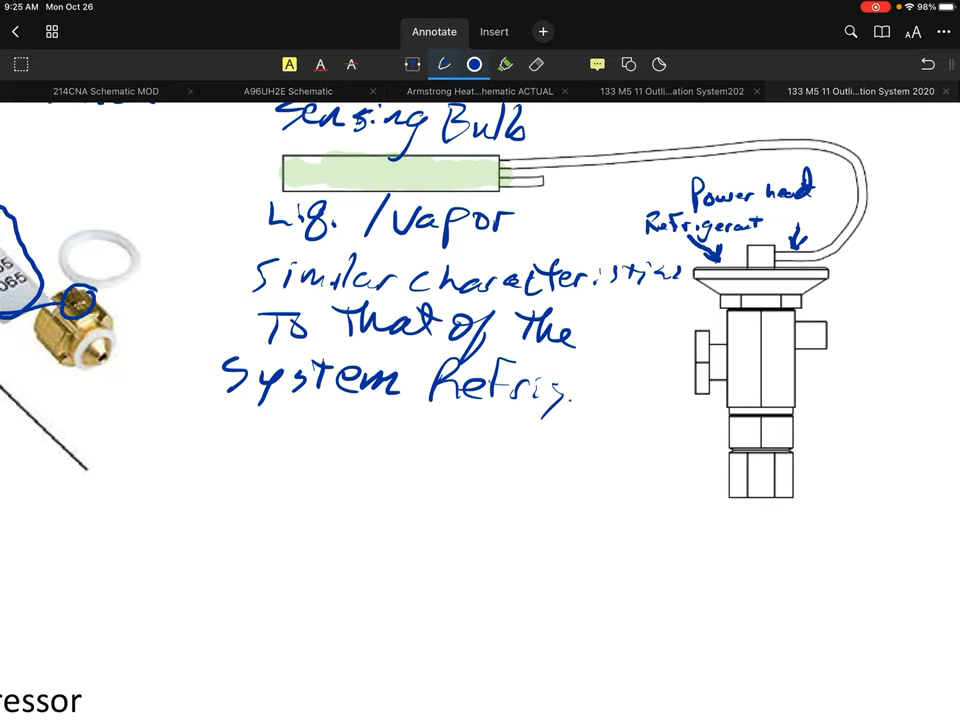 9:25 AM Mon Oct 26
98%
Annotate Insert
214CNA Schematic MOD
A96UH2E Schematic
Armstrong Heat...hematic ACTUAL
133 M5 11 Outli...ation System202
133 M5 11 Outli...tion System 2020
Sensing Bulb
Power head
Refrigerant
Liq. / Vapor
Similar characteristics
To That of The
System Refrig.
065
ressor